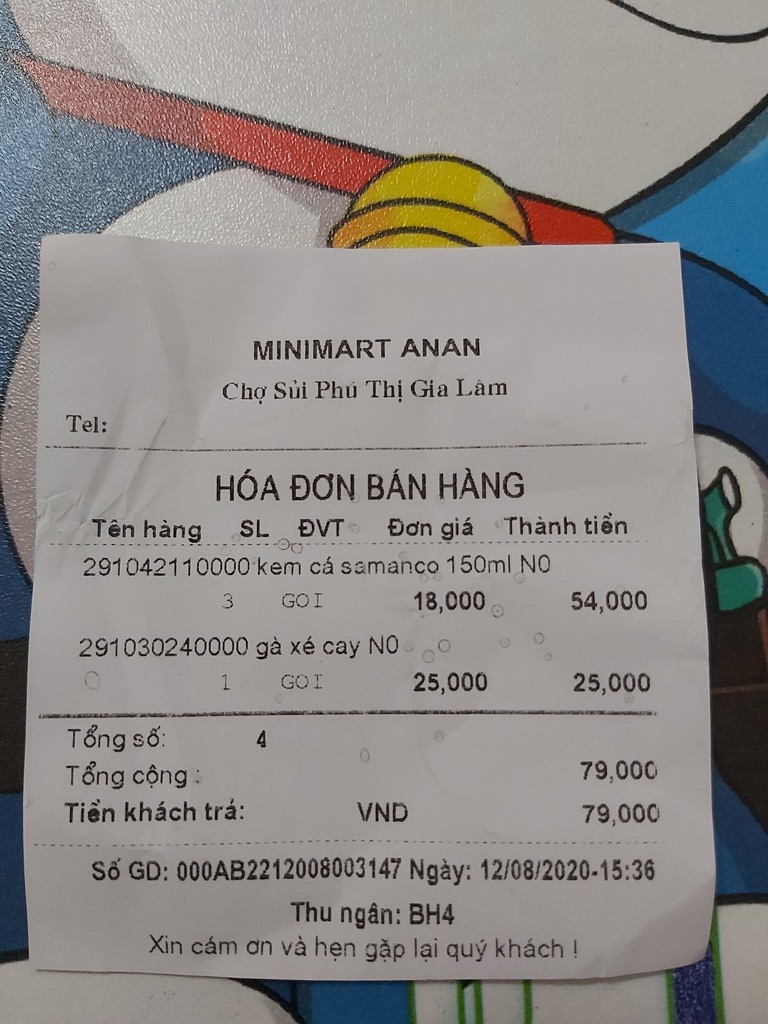 MINIMART ANAN
Chợ Sủi Phú Thị Gia Lâm
Tel:
HÓA ĐƠN BÁN HÀNG
Tên hàng SL ĐVT Đơn giá Thành tiền
291042110000 kem cá samanco 150ml N0
3 GOI 18,000 54,000
291030240000 gà xé cay N0
1 GOI 25,000 25,000
Tổng số: 4
Tổng cộng : 79,000
Tiền khách trả: VND 79,000
Số GD: 000AB2212008003147 Ngày: 12/08/2020-15:36
Thu ngân: BH4
Xin cám ơn và hẹn gặp lại quý khách !